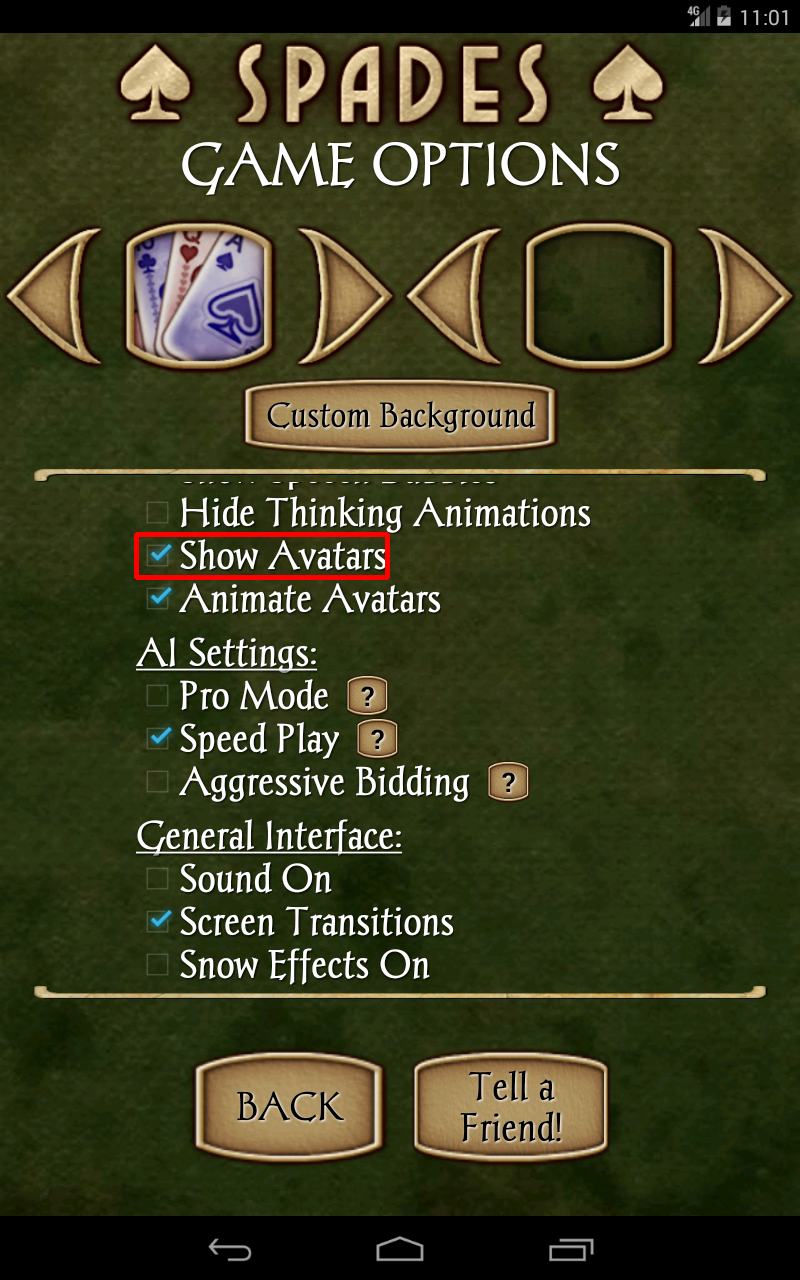 11:01
SPADES
GAME OPTIONS
Custom Background
Hide Thinking Animations
Show Avatars
Animate Avatars
AI Settings:
Pro Mode ?
Speed Play ?
Aggressive Bidding ?
General Interface:
Sound On
Screen Transitions
Snow Effects On
BACK
Tell a
Friend!